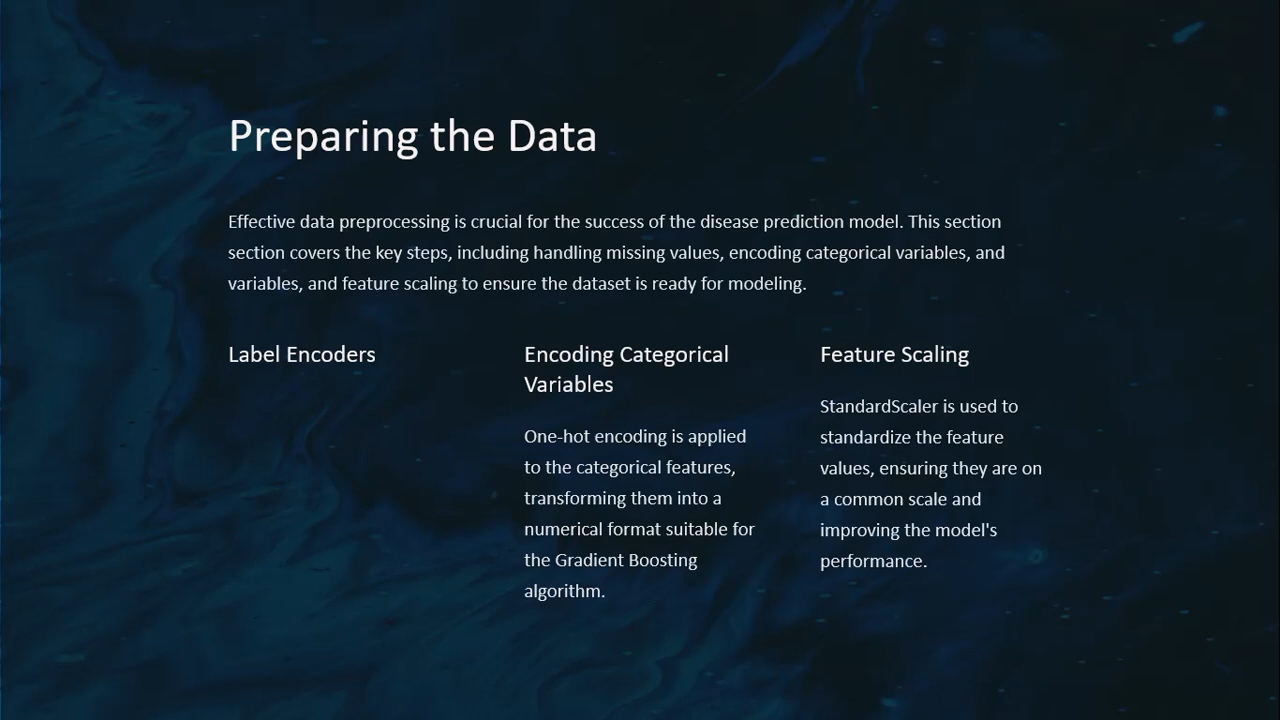 Preparing the Data
Effective data preprocessing is crucial for the success of the disease prediction model. This section
section covers the key steps, including handling missing values, encoding categorical variables, and
variables, and feature scaling to ensure the dataset is ready for modeling.
Label Encoders
Encoding Categorical
Variables
One-hot encoding is applied
to the categorical features,
transforming them into a
numerical format suitable for
the Gradient Boosting
algorithm.
Feature Scaling
StandardScaler is used to
standardize the feature
values, ensuring they are on
a common scale and
improving the model's
performance.